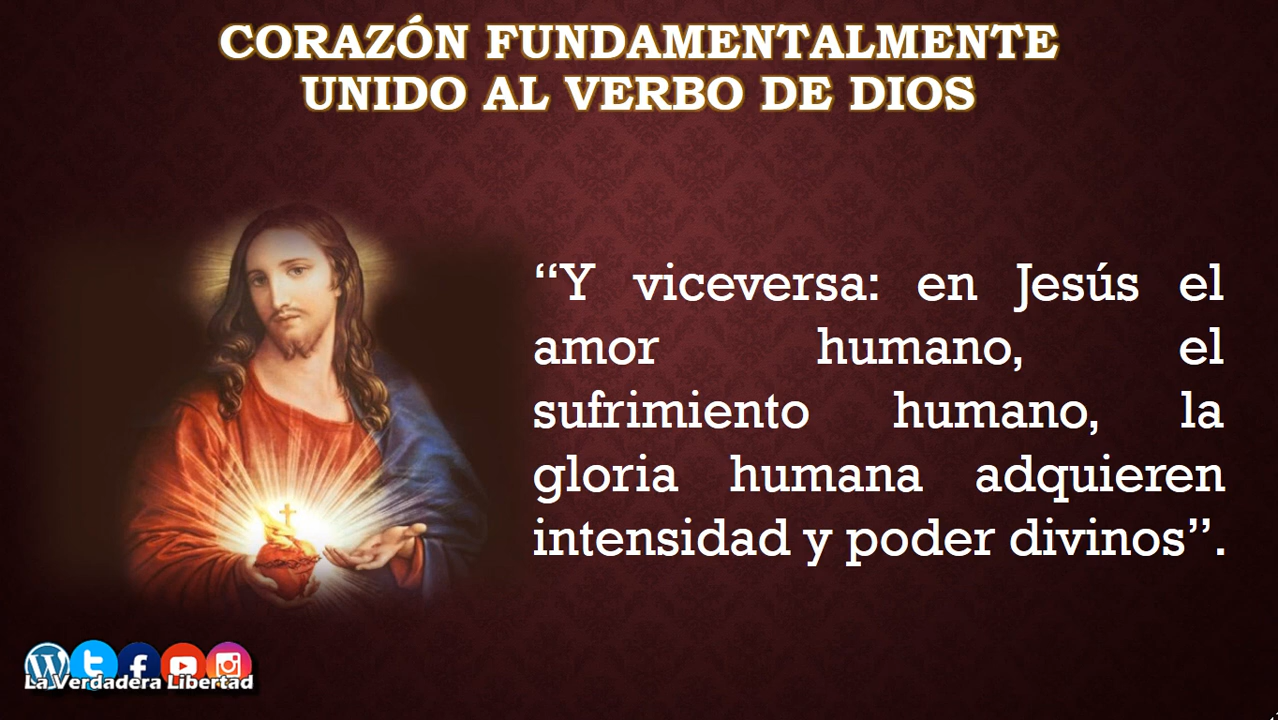 CORAZÓN FUNDAMENTALMENTE
UNIDO AL VERBO DE DIOS
“Y viceversa: en Jesús el
amor humano, el
sufrimiento humano, la
gloria humana adquieren
intensidad y poder divinos”.
La Verdadera Libertad